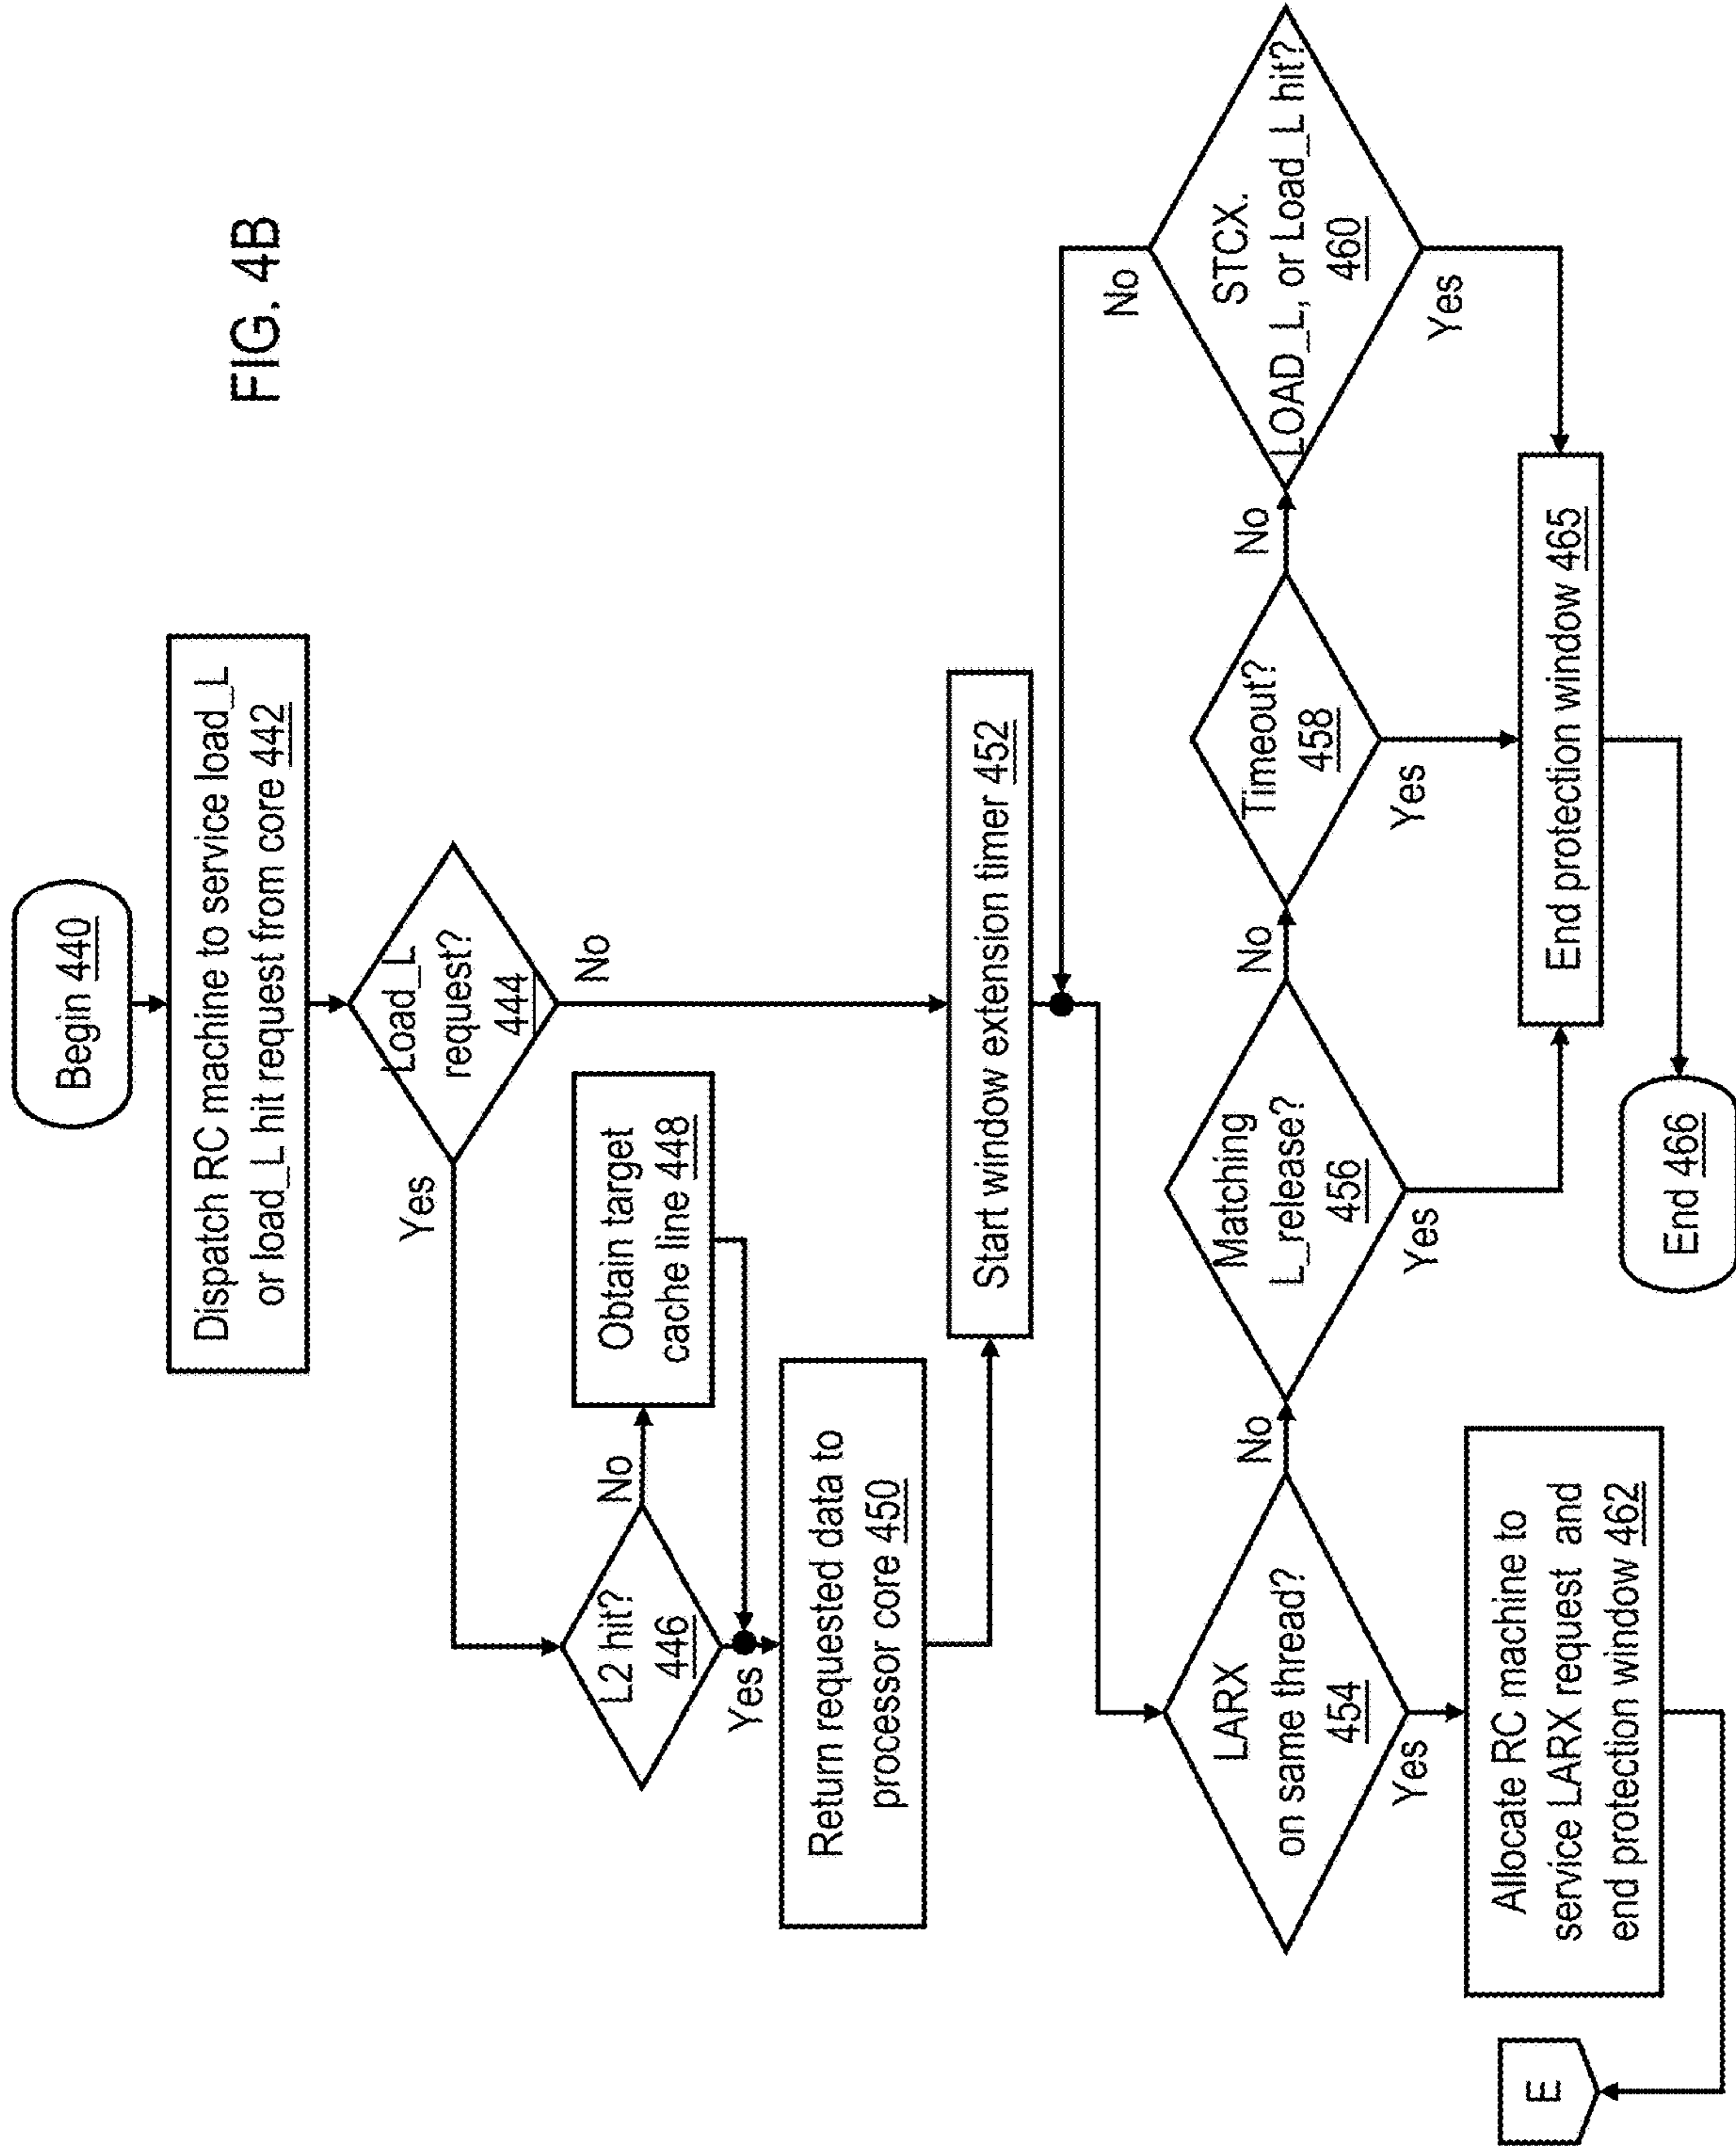 FIG. 4B
Begin 440
Dispatch RC machine to service load_L
or load_L hit request from core 442
Load_L
request?
444
Yes
No
L2 hit?
446
No
Yes
Obtain target
cache line 448
Return requested data to
processor core 450
Start window extension timer 452
LARX
on same thread?
454
No
Yes
Matching
L_release?
456
No
Yes
Timeout?
458
No
Yes
STCX.
LOAD_L, or Load_L hit?
460
No
Yes
Allocate RC machine to
service LARX request and
end protection window 462
End protection window 465
E
End 466